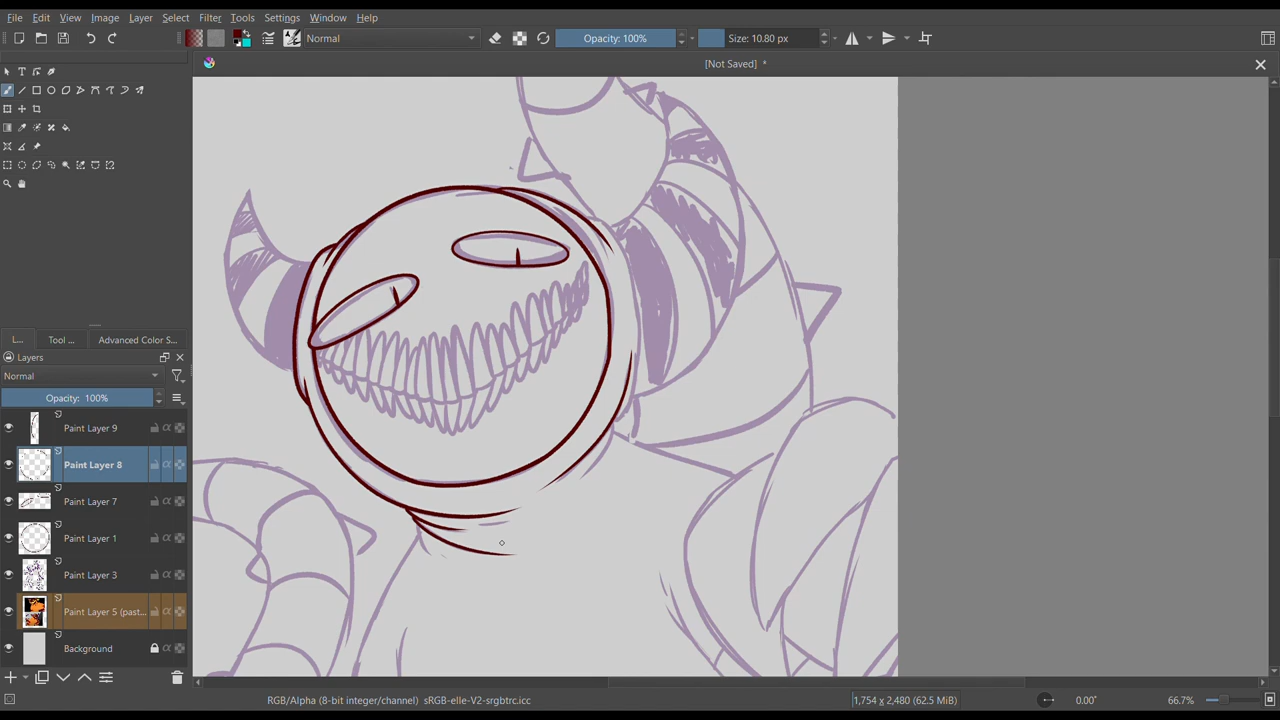 File Edit View Image Layer Select Filter Tools Settings Window Help
Normal Opacity: 100% Size: 10.80 px
[Not Saved] *
L... Tool ... Advanced Color S...
Layers
Normal
Opacity: 100%
Paint Layer 9
Paint Layer 8
Paint Layer 7
Paint Layer 1
Paint Layer 3
Paint Layer 5 (past...
Background
RGB/Alpha (8-bit integer/channel) sRGB-elle-V2-srgbtrc.icc 1,754 x 2,480 (62.5 MiB) 0.00° 66.7%